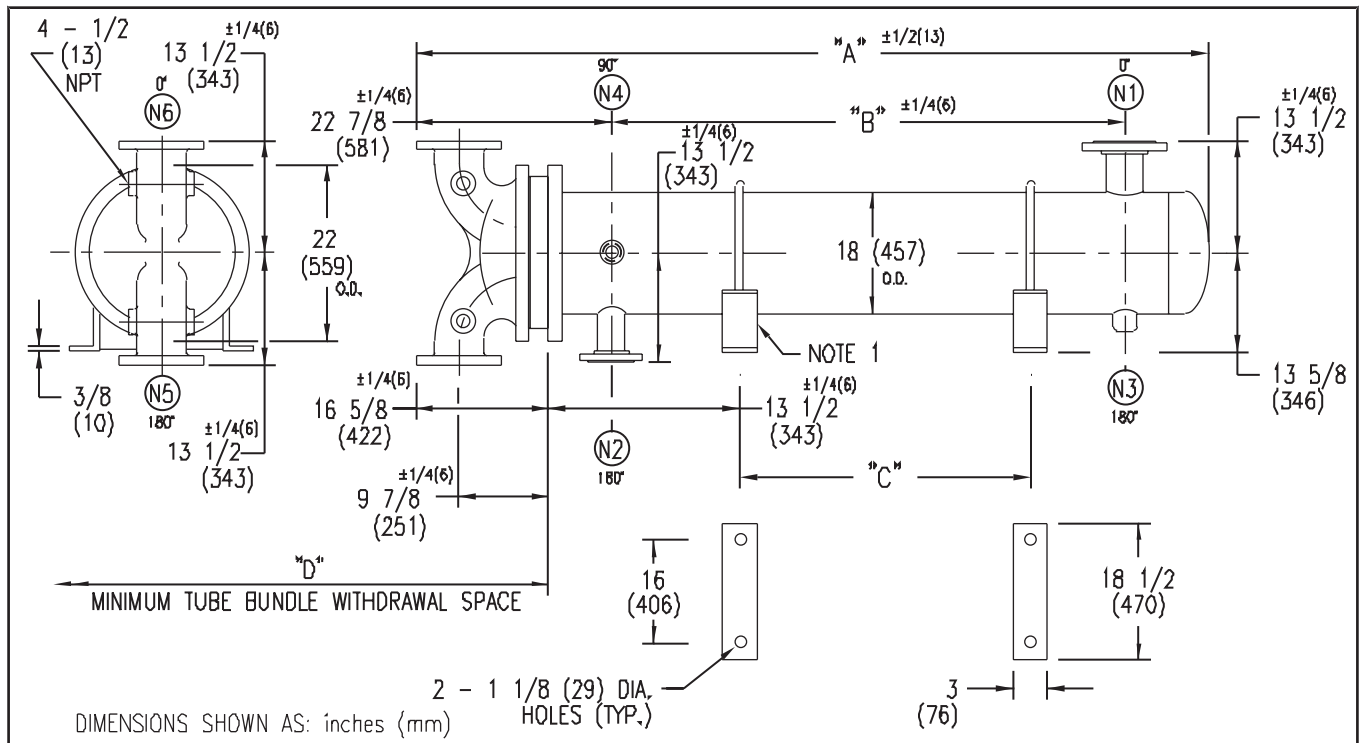 4 - 1/2
(13)
NPT
±1/4(6)
13 1/2
(343)
0°
N6
22
(559)
O.D.
3/8
(10)
N5
180°
±1/4(6)
13 1/2
(343)
"A" ±1/2(13)
90°
N4
0°
N1
±1/4(6)
22 7/8
(581)
"B" ±1/4(6)
±1/4(6)
13 1/2
(343)
±1/4(6)
13 1/2
(343)
18 (457)
O.D.
NOTE 1
±1/4(6)
16 5/8
(422)
±1/4(6)
13 1/2
(343)
N2
180°
N3
180°
13 5/8
(346)
±1/4(6)
9 7/8
(251)
"C"
"D"
MINIMUM TUBE BUNDLE WITHDRAWAL SPACE
16
(406)
18 1/2
(470)
2 - 1 1/8 (29) DIA.
HOLES (TYP.)
3
(76)
DIMENSIONS SHOWN AS: inches (mm)